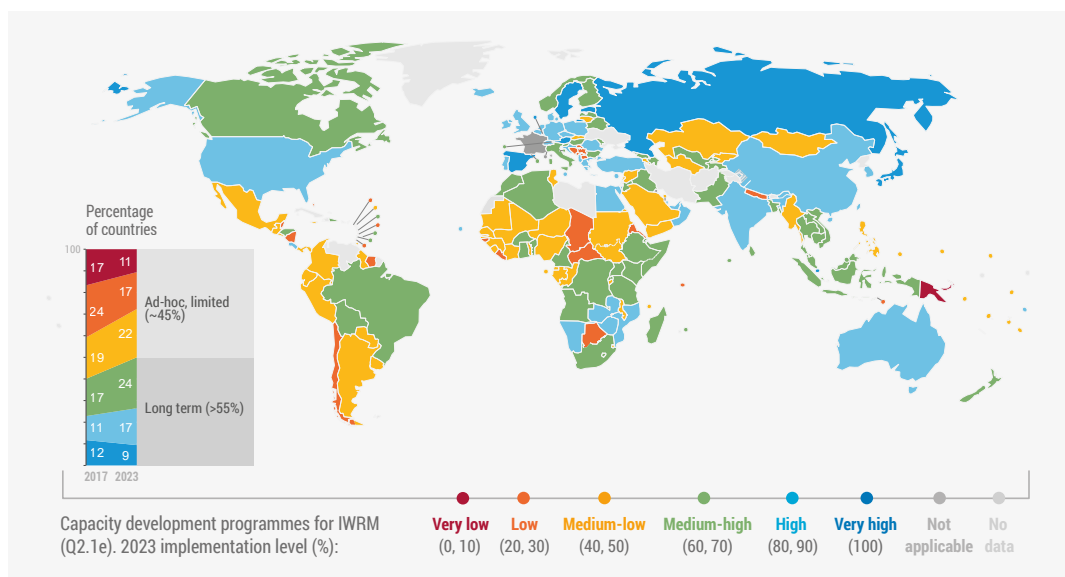 Percentage
of countries
100
17 11
17
24
22
19
24
17
11 17
12 9
2017 2023
Ad-hoc, limited
(~45%)
Long term (>55%)
Capacity development programmes for IWRM
(Q2.1e). 2023 implementation level (%):
Very low
(0, 10)
Low
(20, 30)
Medium-low
(40, 50)
Medium-high
(60, 70)
High
(80, 90)
Very high
(100)
Not
applicable
No
data